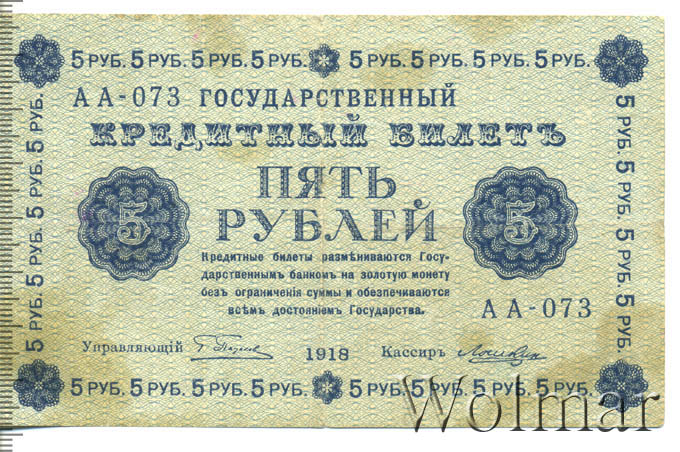 5 РУБ. 5 РУБ. 5 РУБ. 5 РУБ. 5 РУБ. 5 РУБ. 5 РУБ. 5 РУБ.
АА-073 ГОСУДАРСТВЕННЫЙ
КРЕДИТНЫЙ БИЛЕТЪ
ПЯТЬ
РУБЛЕЙ
5
5
Кредитные билеты размѣниваются Госу-
дарственнымъ банкомъ на золотую монету
безъ ограниченія суммы и обезпечиваются
всѣмъ достояніемъ Государства.
АА-073
Управляющій
1918
Кассиръ
5 РУБ. 5 РУБ. 5 РУБ. 5 РУБ. 5 РУБ. 5 РУБ. 5 РУБ. 5 РУБ.
5 РУБ. 5 РУБ. 5 РУБ. 5 РУБ. 5 РУБ.
5 РУБ. 5 РУБ. 5 РУБ. 5 РУБ. 5 РУБ.
Wolmar